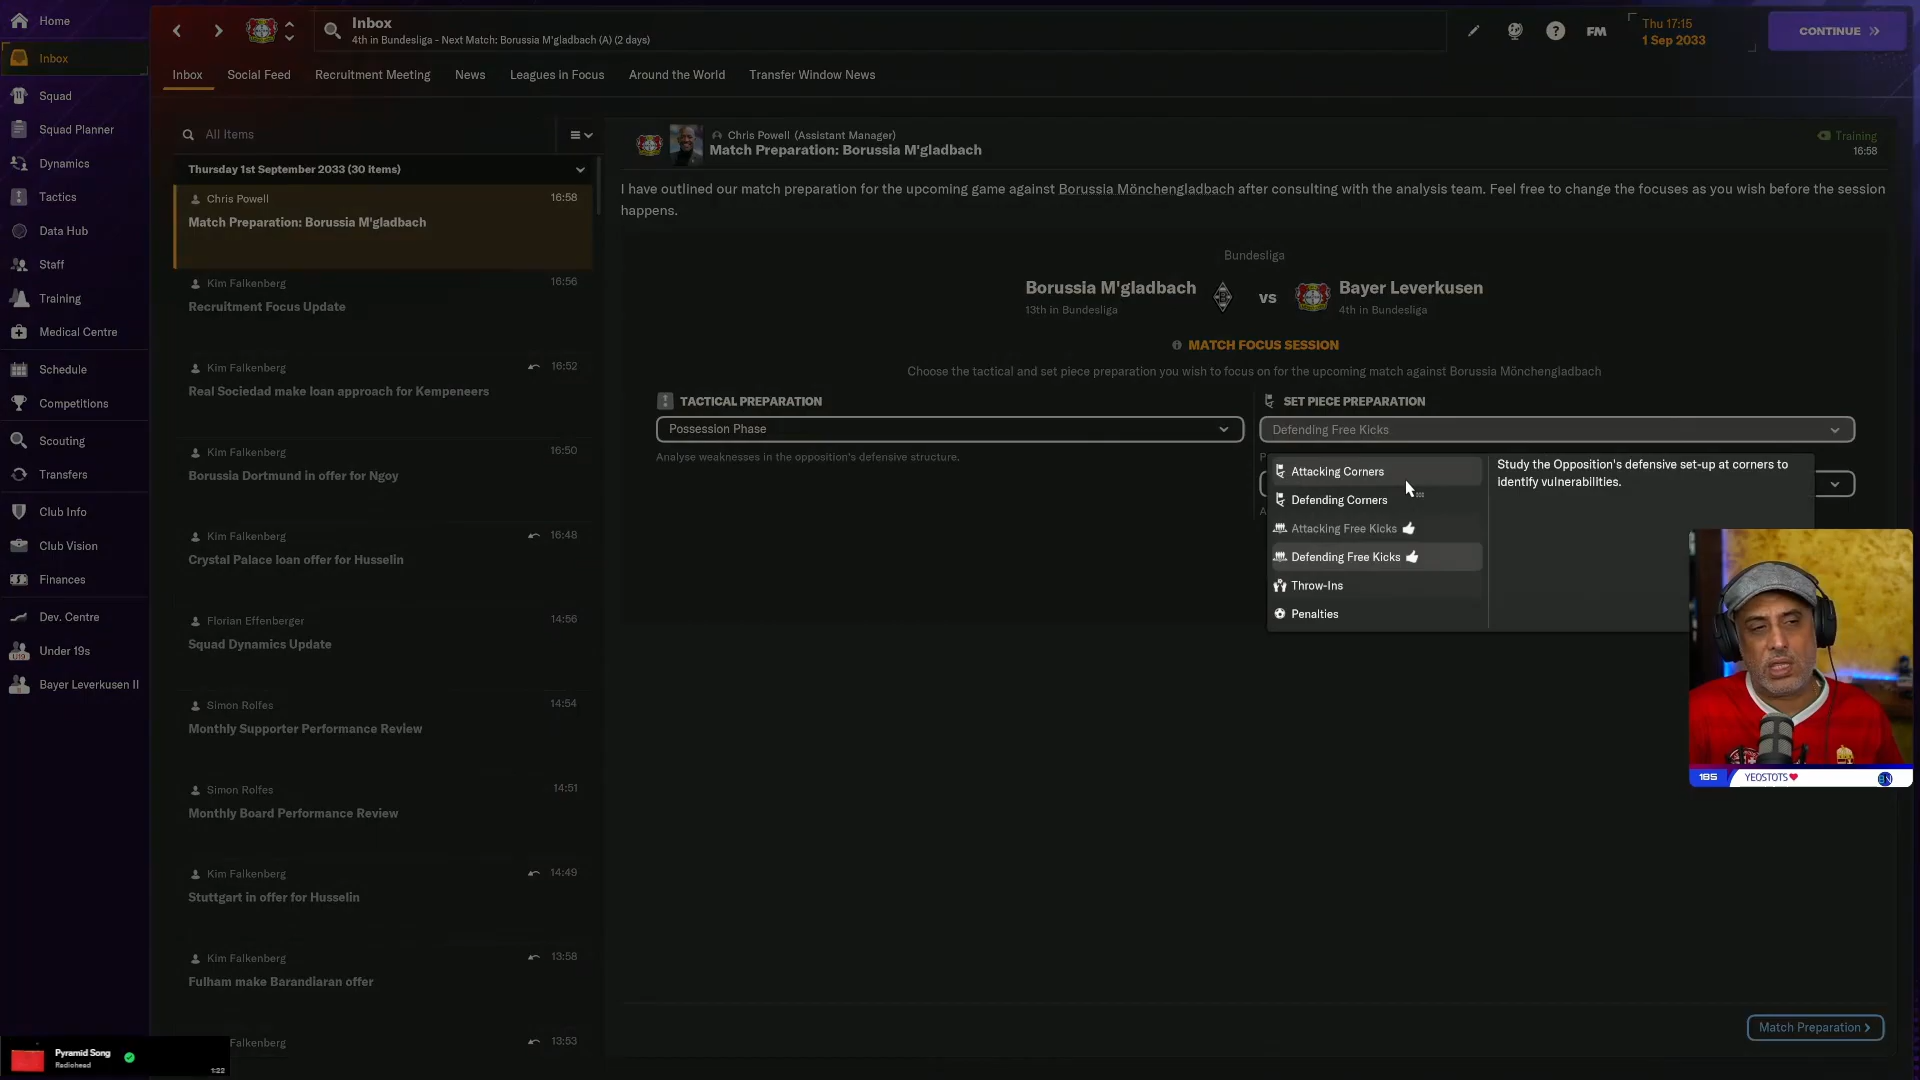 Home
Inbox
Squad
Squad Planner
Dynamics
Tactics
Data Hub
Staff
Training
Medical Centre
Schedule
Competitions
Scouting
Transfers
Club Info
Club Vision
Finances
Dev. Centre
Under 19s
Bayer Leverkusen II
Inbox
4th in Bundesliga - Next Match: Borussia M'gladbach (A) (2 days)
FM
Thu 17:15
1 Sep 2033
CONTINUE
Inbox
Social Feed
Recruitment Meeting
News
Leagues in Focus
Around the World
Transfer Window News
All Items
Thursday 1st September 2033 (30 items)
Chris Powell
16:58
Match Preparation: Borussia M'gladbach
Kim Falkenberg
16:56
Recruitment Focus Update
Kim Falkenberg
16:52
Real Sociedad make loan approach for Kempeneers
Kim Falkenberg
16:50
Borussia Dortmund in offer for Ngoy
Kim Falkenberg
16:48
Crystal Palace loan offer for Husselin
Florian Effenberger
14:56
Squad Dynamics Update
Simon Rolfes
14:54
Monthly Supporter Performance Review
Simon Rolfes
14:51
Monthly Board Performance Review
Kim Falkenberg
14:49
Stuttgart in offer for Husselin
Kim Falkenberg
13:58
Fulham make Barandiaran offer
Falkenberg
13:53
Chris Powell (Assistant Manager)
Match Preparation: Borussia M'gladbach
Training
16:58
I have outlined our match preparation for the upcoming game against Borussia Mönchengladbach after consulting with the analysis team. Feel free to change the focuses as you wish before the session
happens.
Bundesliga
Borussia M'gladbach
13th in Bundesliga
vs
Bayer Leverkusen
4th in Bundesliga
MATCH FOCUS SESSION
Choose the tactical and set piece preparation you wish to focus on for the upcoming match against Borussia Mönchengladbach
TACTICAL PREPARATION
Possession Phase
Analyse weaknesses in the opposition's defensive structure.
SET PIECE PREPARATION
Defending Free Kicks
Attacking Corners
Defending Corners
Attacking Free Kicks
Defending Free Kicks
Throw-Ins
Penalties
Study the Opposition's defensive set-up at corners to
identify vulnerabilities.
185
YEOSTOTS
Match Preparation
Pyramid Song
Radiohead
1:22